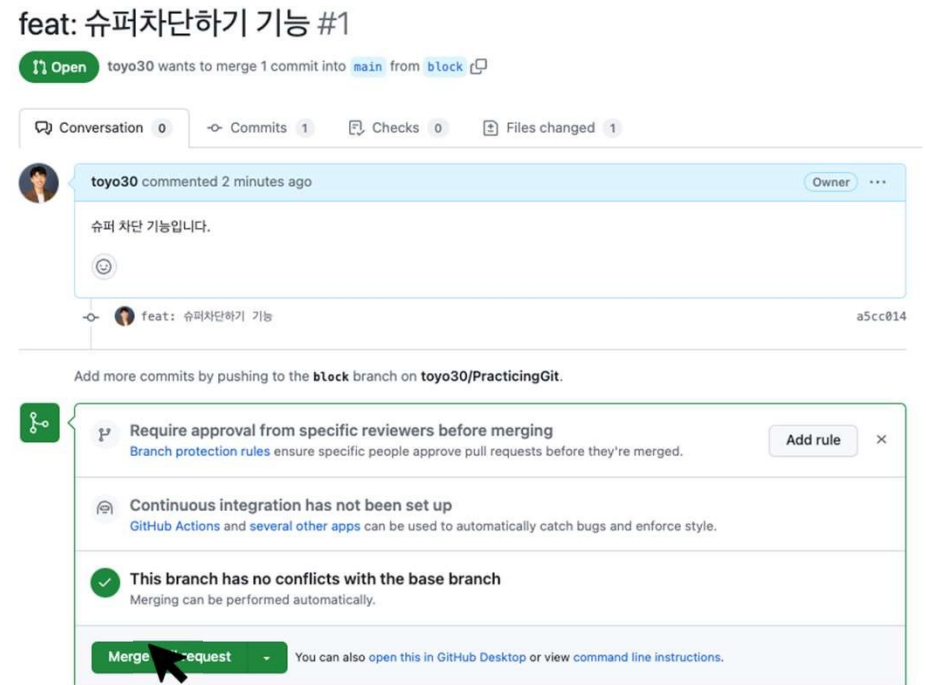 feat: 슈퍼차단하기 기능 #1
Open toyo30 wants to merge 1 commit into main from block
Conversation 0 Commits 1 Checks 0 Files changed 1
toyo30 commented 2 minutes ago Owner
슈퍼 차단 기능입니다.
feat: 슈퍼차단하기 기능 a5cc014
Add more commits by pushing to the block branch on toyo30/PracticingGit.
Require approval from specific reviewers before merging
Branch protection rules ensure specific people approve pull requests before they're merged.
Add rule
Continuous integration has not been set up
GitHub Actions and several other apps can be used to automatically catch bugs and enforce style.
This branch has no conflicts with the base branch
Merging can be performed automatically.
Merge request You can also open this in GitHub Desktop or view command line instructions.